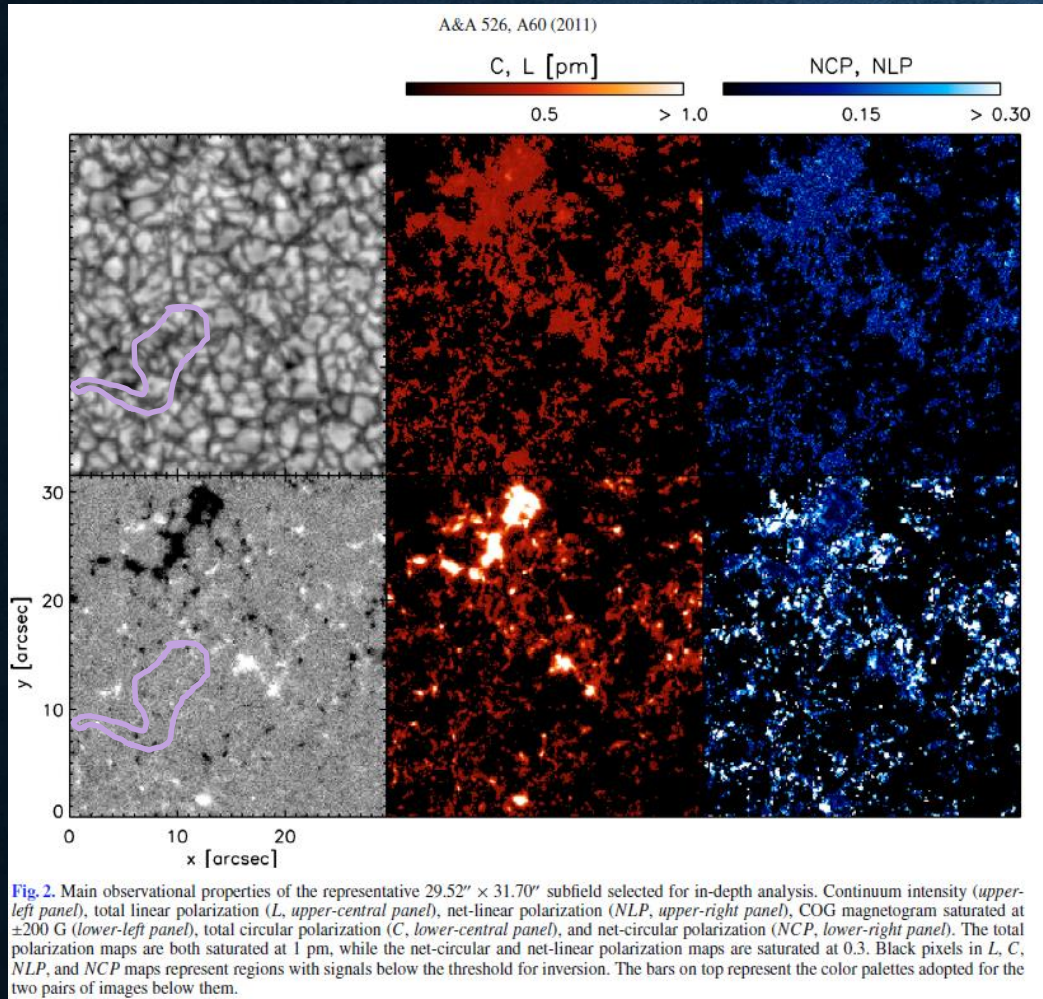 A&A 526, A60 (2011)
C, L [pm]
NCP, NLP
0.5
> 1.0
0.15
> 0.30
30
20
10
0
y [arcsec]
0
10
20
x [arcsec]
Fig. 2. Main observational properties of the representative 29.52″ × 31.70″ subfield selected for in-depth analysis. Continuum intensity (upper-
left panel), total linear polarization (L, upper-central panel), net-linear polarization (NLP, upper-right panel), COG magnetogram saturated at
±200 G (lower-left panel), total circular polarization (C, lower-central panel), and net-circular polarization (NCP, lower-right panel). The total
polarization maps are both saturated at 1 pm, while the net-circular and net-linear polarization maps are saturated at 0.3. Black pixels in L, C,
NLP, and NCP maps represent regions with signals below the threshold for inversion. The bars on top represent the color palettes adopted for the
two pairs of images below them.